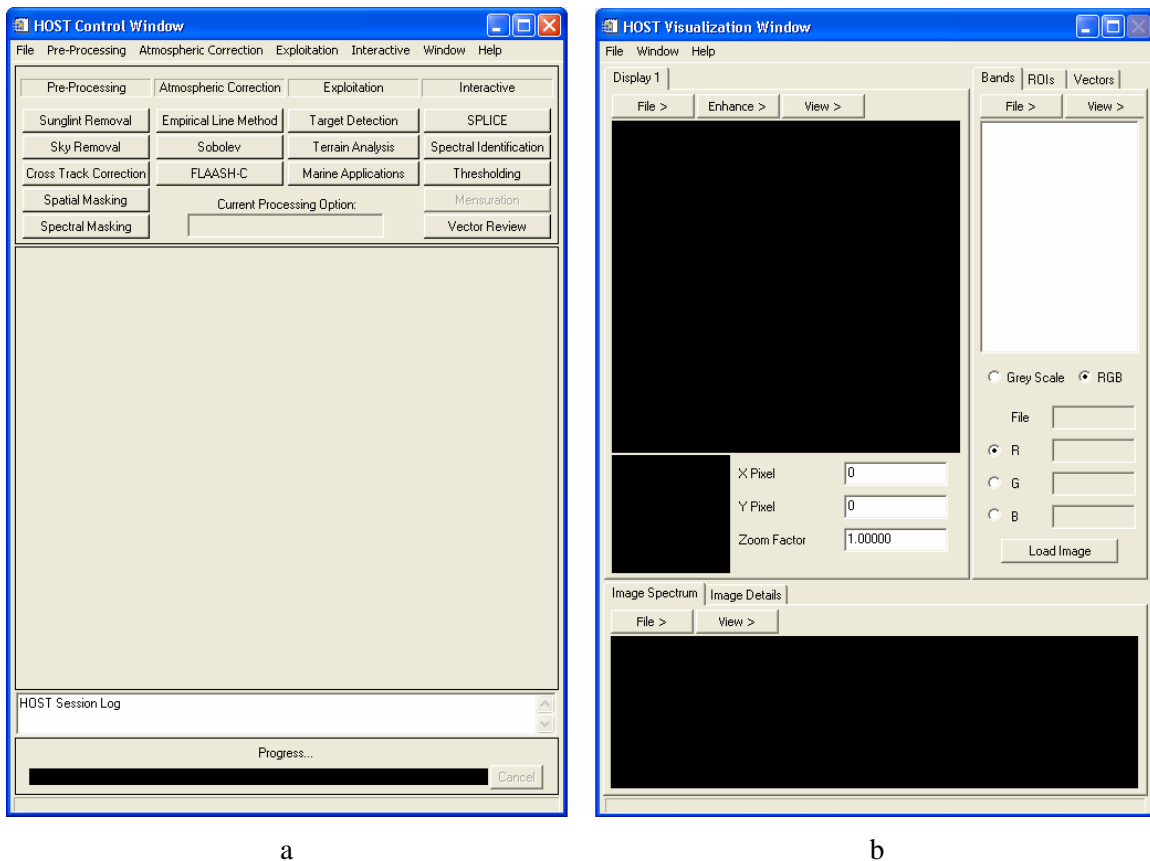 HOST Control Window
File Pre-Processing Atmospheric Correction Exploitation Interactive Window Help
Pre-Processing Atmospheric Correction Exploitation Interactive
Sunglint Removal Empirical Line Method Target Detection SPLICE
Sky Removal Sobolev Terrain Analysis Spectral Identification
Cross Track Correction FLAASH-C Marine Applications Thresholding
Spatial Masking Current Processing Option: Mensuration
Spectral Masking Vector Review
HOST Session Log
Progress...
Cancel
a
HOST Visualization Window
File Window Help
Display 1
File > Enhance > View >
Bands ROIs Vectors
File > View >
Grey Scale RGB
File
R
G
B
Load Image
X Pixel 0
Y Pixel 0
Zoom Factor 1.00000
Image Spectrum Image Details
File > View >
b